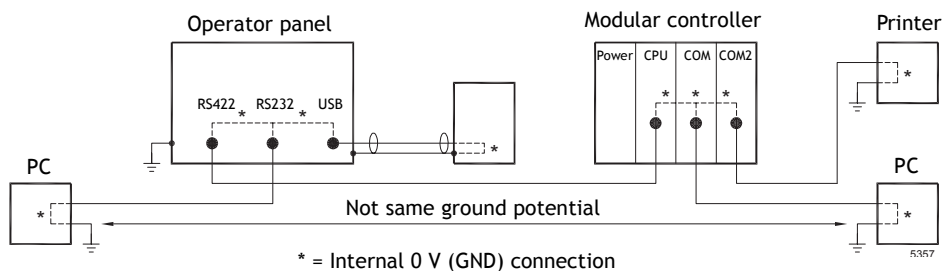 Operator panel
Modular controller
Printer
Power CPU COM COM2
* * *
*
RS422 RS232 USB
* *
*
PC
PC
*
Not same ground potential
*
* = Internal 0 V (GND) connection
5357